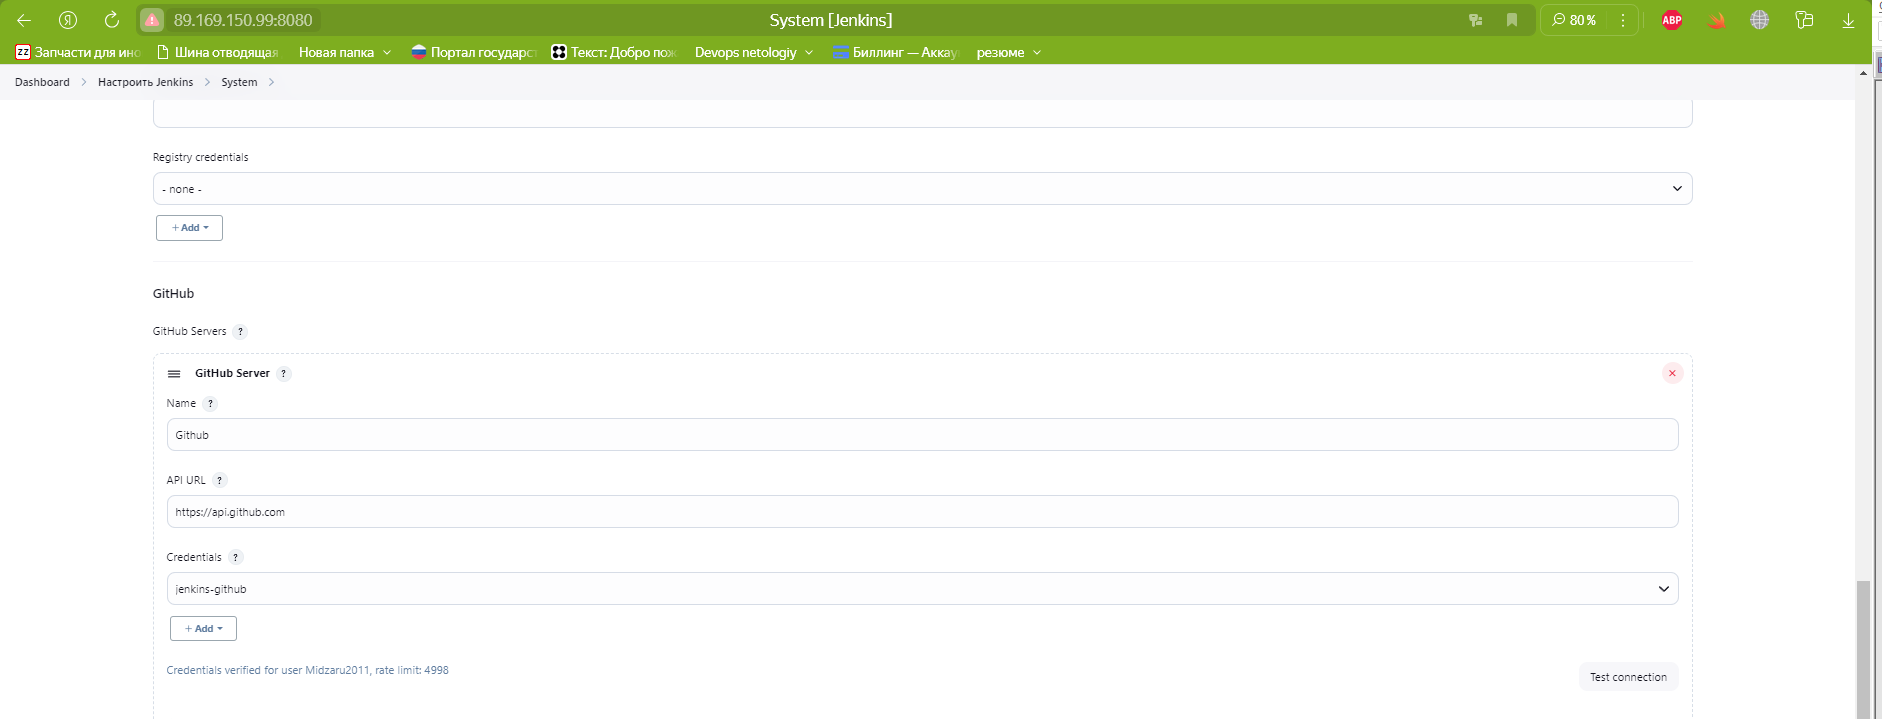 89.169.150.99:8080
System [Jenkins]
80 %
ABP
ZZ Запчасти для ино
Шина отводящая
Новая папка
Портал государст
Текст: Добро пож
Devops netologiy
Биллинг — Аккау
резюме
Dashboard
Настроить Jenkins
System
Registry credentials
- none -
+ Add
GitHub
GitHub Servers ?
GitHub Server ?
Name ?
Github
API URL ?
https://api.github.com
Credentials ?
jenkins-github
+ Add
Credentials verified for user Midzaru2011, rate limit: 4998
Test connection